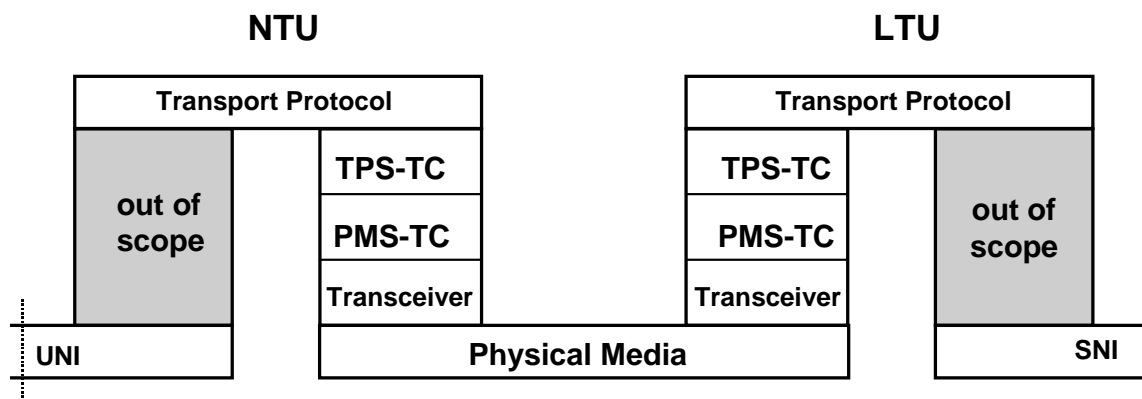 NTU
LTU
Transport Protocol
Transport Protocol
out of
scope
TPS-TC
PMS-TC
Transceiver
TPS-TC
PMS-TC
Transceiver
out of
scope
UNI
Physical Media
SNI